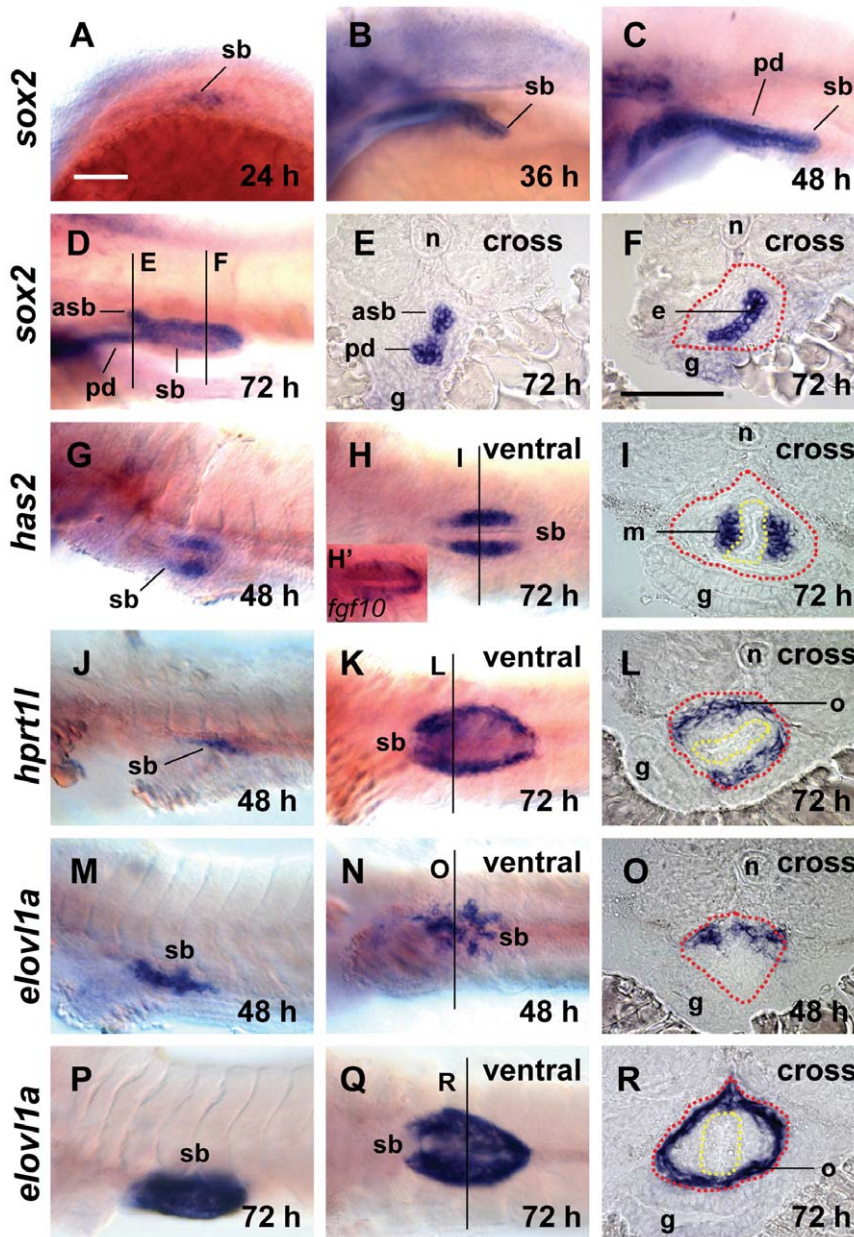 sox2
A
sb
24 h
B
sb
36 h
C
pd
sb
48 h
sox2
D
E
F
asb
pd
sb
72 h
E
n
cross
asb
pd
g
72 h
F
n
cross
e
g
72 h
has2
G
sb
48 h
H
I
ventral
sb
H'
fgf10
72 h
I
n
cross
m
g
72 h
hprt1l
J
sb
48 h
K
L
ventral
sb
72 h
L
n
cross
o
g
72 h
elovl1a
M
sb
48 h
N
O
ventral
sb
48 h
O
n
cross
g
48 h
elovl1a
P
sb
72 h
Q
R
ventral
sb
72 h
R
cross
o
g
72 h